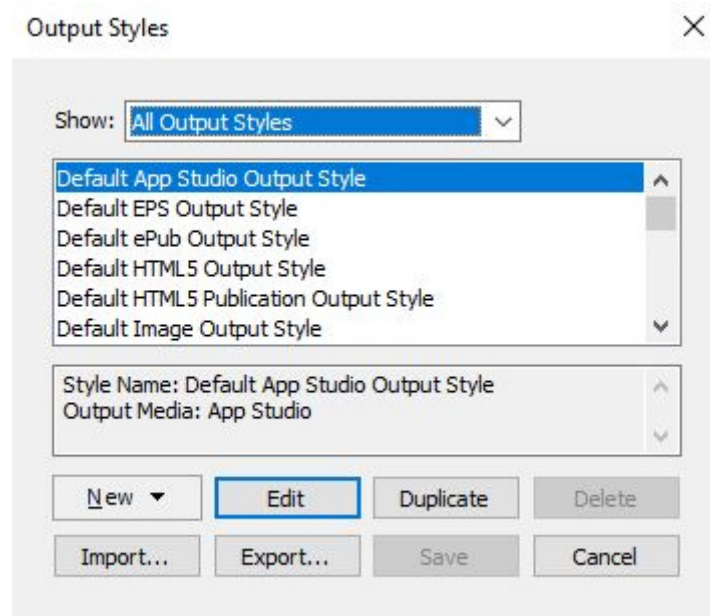 Output Styles
Show: All Output Styles
Default App Studio Output Style
Default EPS Output Style
Default ePub Output Style
Default HTML5 Output Style
Default HTML5 Publication Output Style
Default Image Output Style
Style Name: Default App Studio Output Style
Output Media: App Studio
New Edit Duplicate Delete
Import... Export... Save Cancel